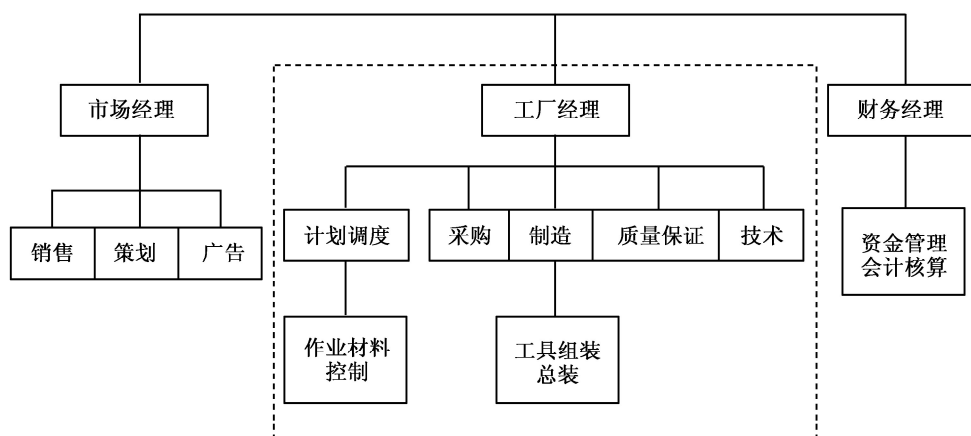 市场经理
工厂经理
财务经理
计划调度
采购
制造
质量保证
技术
销售
策划
广告
资金管理
会计核算
作业材料
控制
工具组装
总装